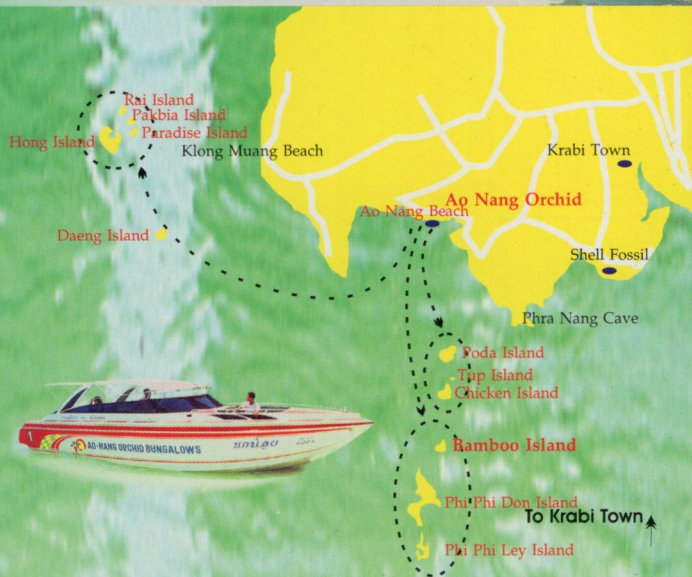 Rai Island
Pakbia Island
Paradise Island
Hong Island
Klong Muang Beach
Krabi Town
Ao Nang Orchid
Ao Nang Beach
Daeng Island
Shell Fossil
Phra Nang Cave
Poda Island
Tup Island
Chicken Island
1 AO-NANG ORCHID BUNGALOWS
Bamboo Island
Phi Phi Don Island
To Krabi Town
Phi Phi Ley Island